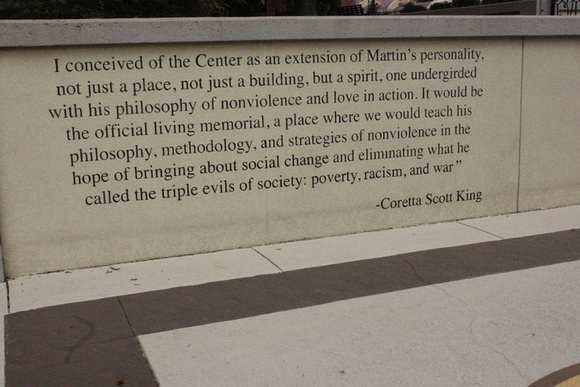 I conceived of the Center as an extension of Martin's personality,
not just a place, not just a building, but a spirit, one undergirded
with his philosophy of nonviolence and love in action. It would be
the official living memorial, a place where we would teach his
philosophy, methodology, and strategies of nonviolence in the
hope of bringing about social change and eliminating what he
called the triple evils of society: poverty, racism, and war"
-Coretta Scott King